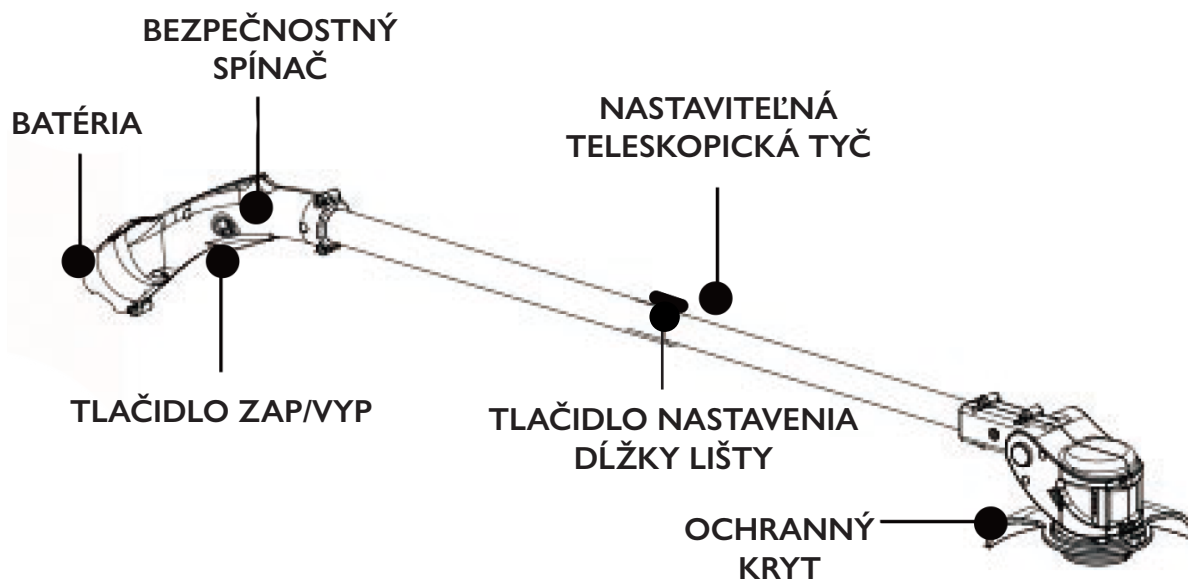 BEZPEČNOSTNÝ
SPÍNAČ
BATÉRIA
NASTAVITEĽNÁ
TELESKOPICKÁ TYČ
TLAČIDLO ZAP/VYP
TLAČIDLO NASTAVENIA
DĹŽKY LIŠTY
OCHRANNÝ
KRYT